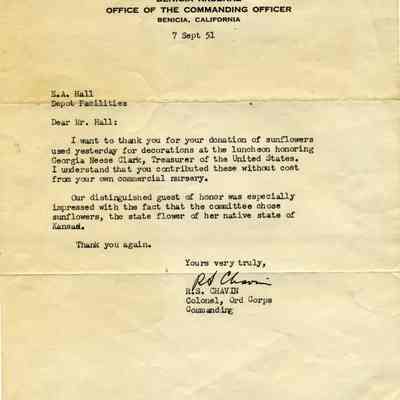 BENICIA ARSENAL
OFFICE OF THE COMMANDING OFFICER
BENICIA, CALIFORNIA
7 Sept 51
E.A. Hall
Depot Facilities
Dear Mr. Hall:
I want to thank you for your donation of sunflowers
used yesterday for decorations at the luncheon honoring
Georgia Neese Clark, Treasurer of the United States.
I understand that you contributed these without cost
from your own commercial nursery.
Our distinguished guest of honor was especially
impressed with the fact that the committee chose
sunflowers, the state flower of her native state of
Kansas.
Thank you again.
Yours very truly,
RS Chavin
R.S. CHAVIN
Colonel, Ord Corps
Commanding